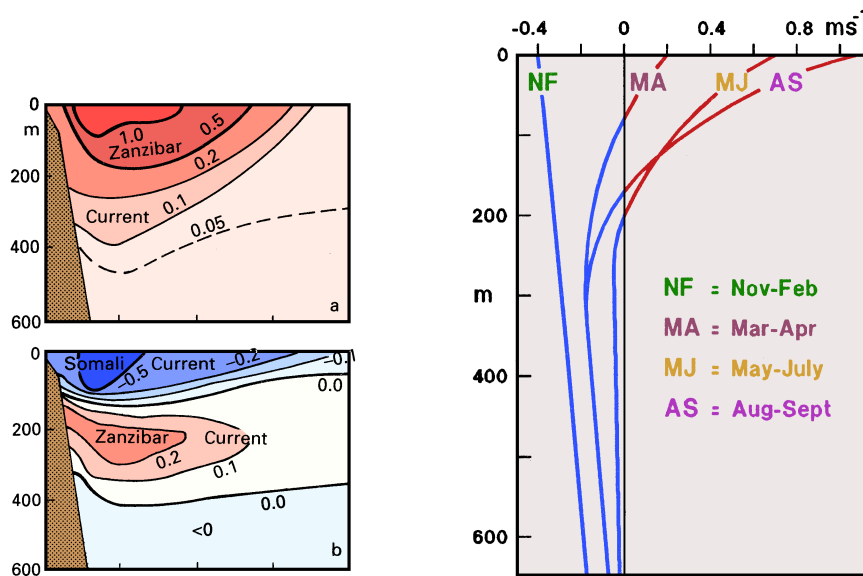 0
m
200
400
600
1.0
0.5
Zanzibar
0.2
0.1
Current
0.05
a
0
200
400
600
Somali
Current
-0.2
-0.1
-0.5
0.0
Zanzibar
Current
0.2
0.1
0.0
<0
b
-0.4
0
0.4
0.8
ms⁻¹
0
NF
MA
MJ
AS
200
m
400
600
NF = Nov-Feb
MA = Mar-Apr
MJ = May-July
AS = Aug-Sept